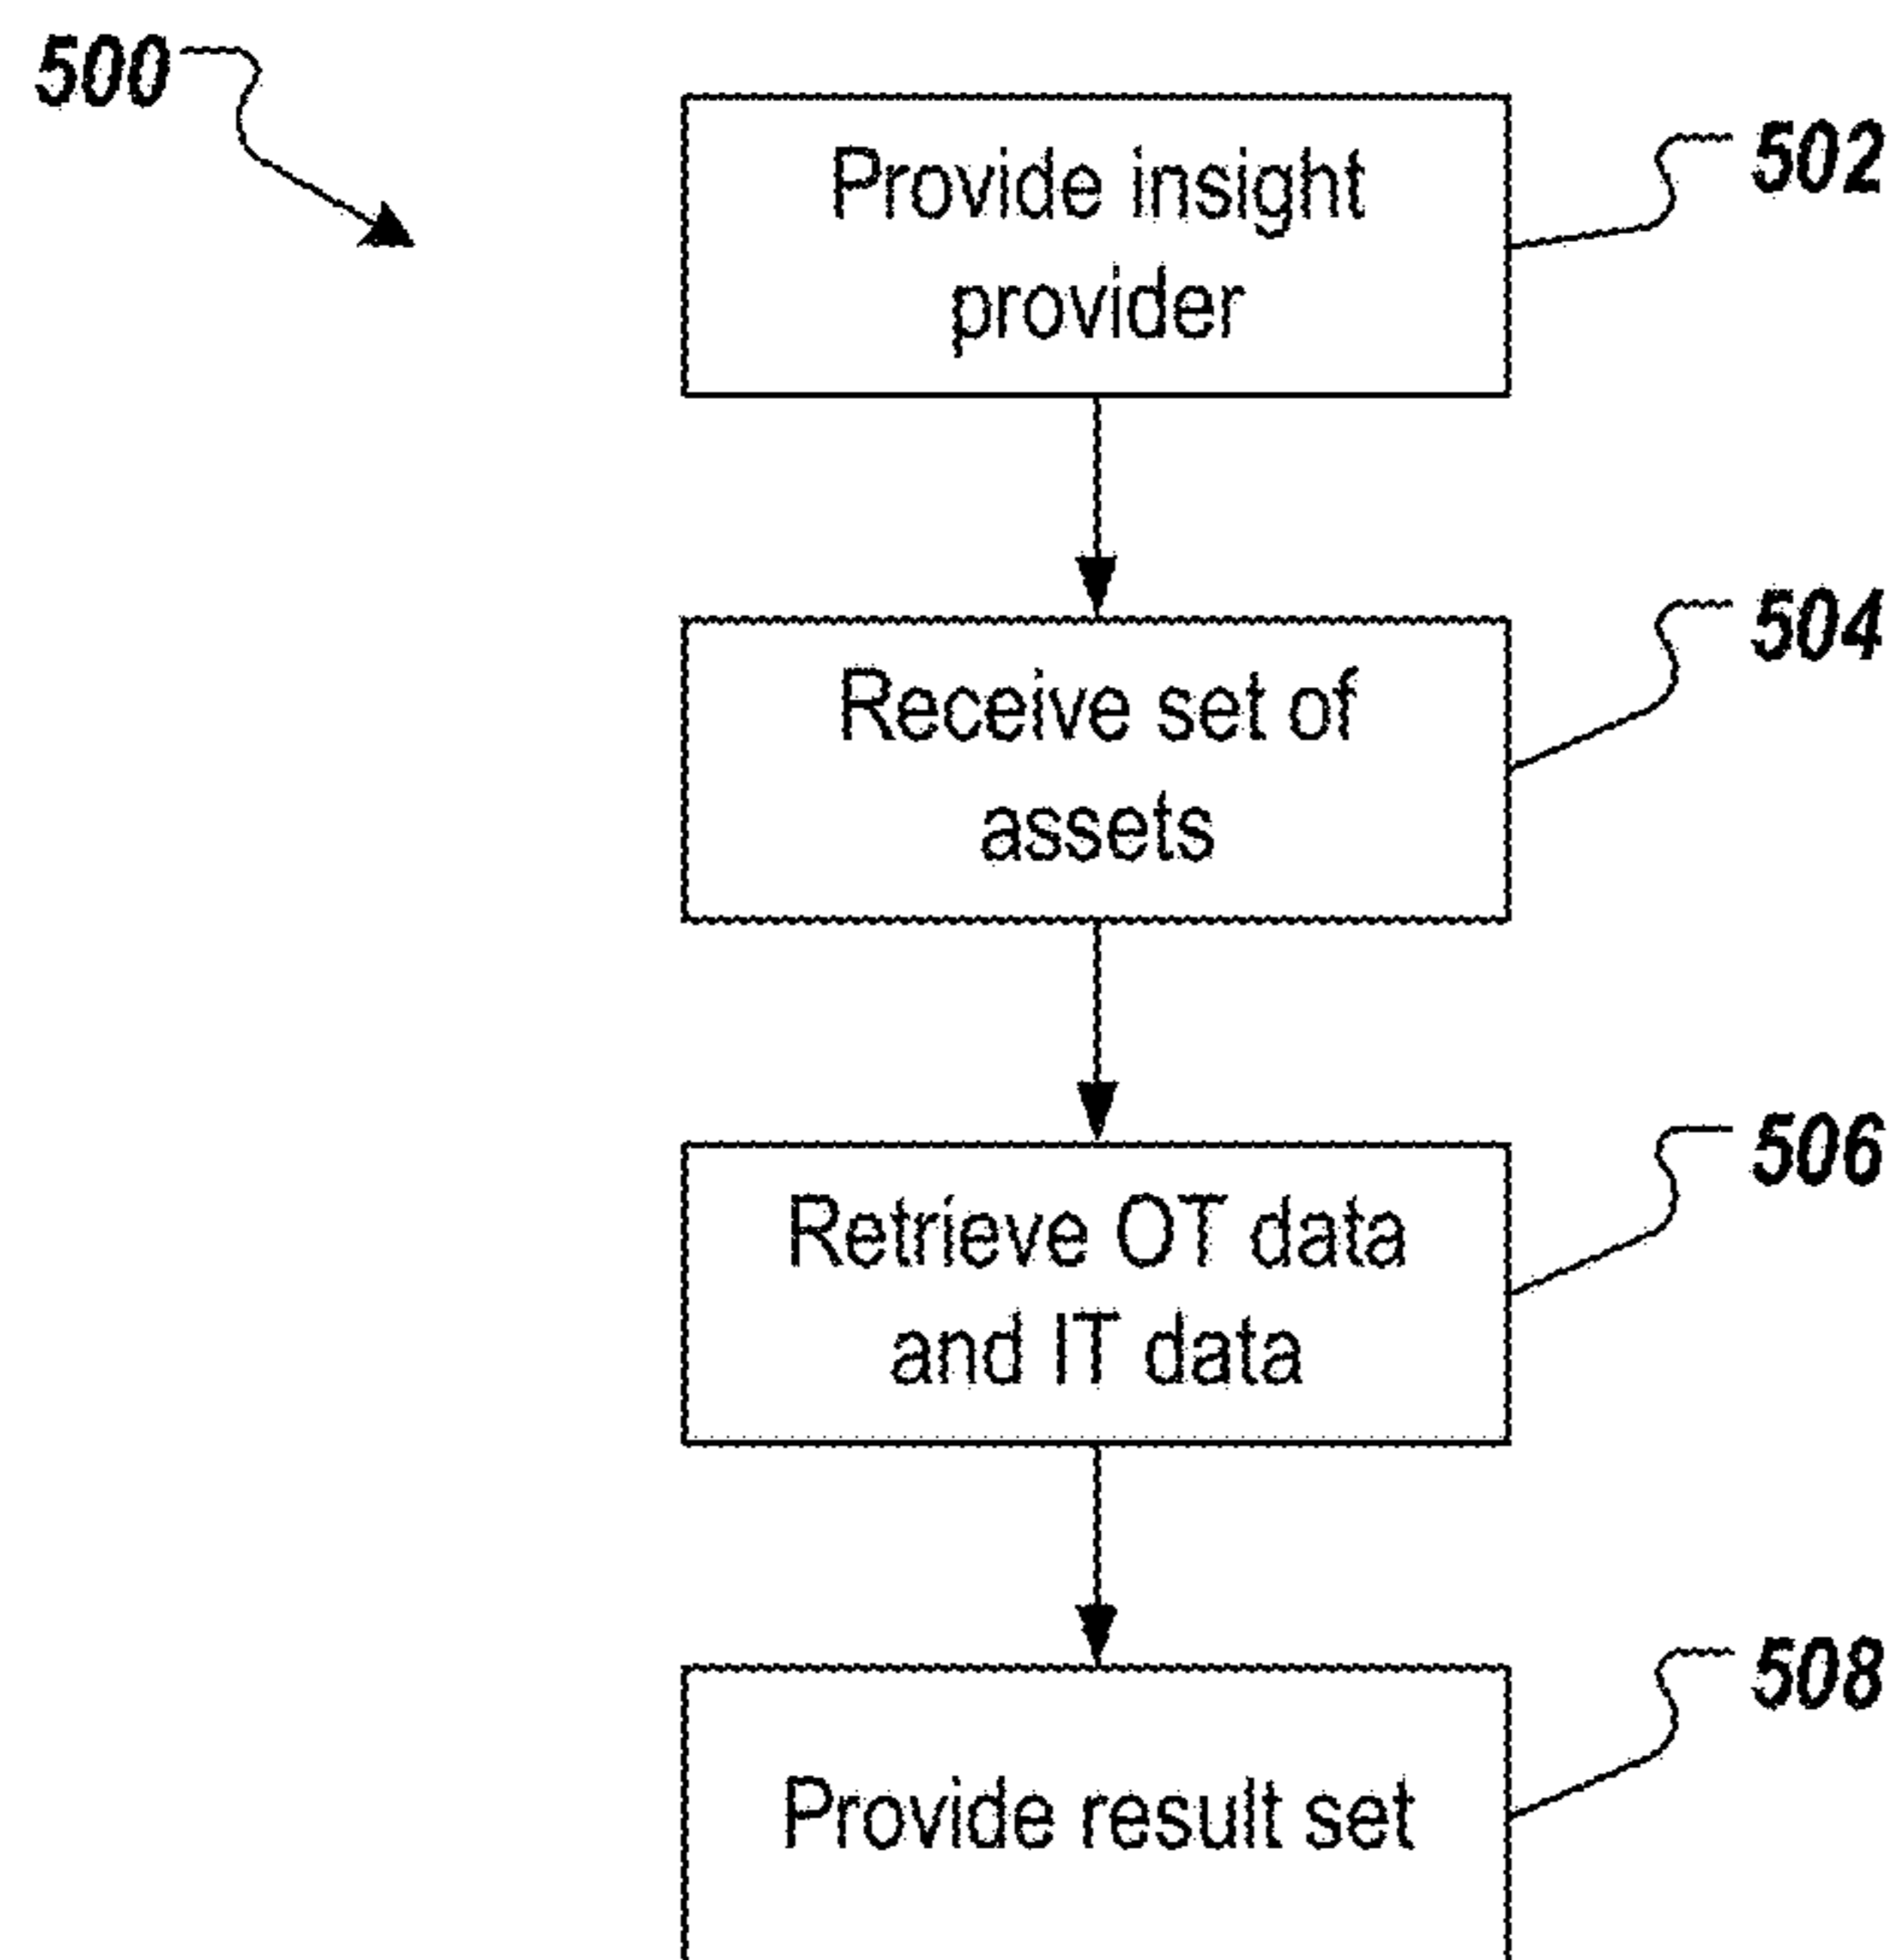 500
Provide insight
provider
502
Receive set of
assets
504
Retrieve OT data
and IT data
506
Provide result set
508